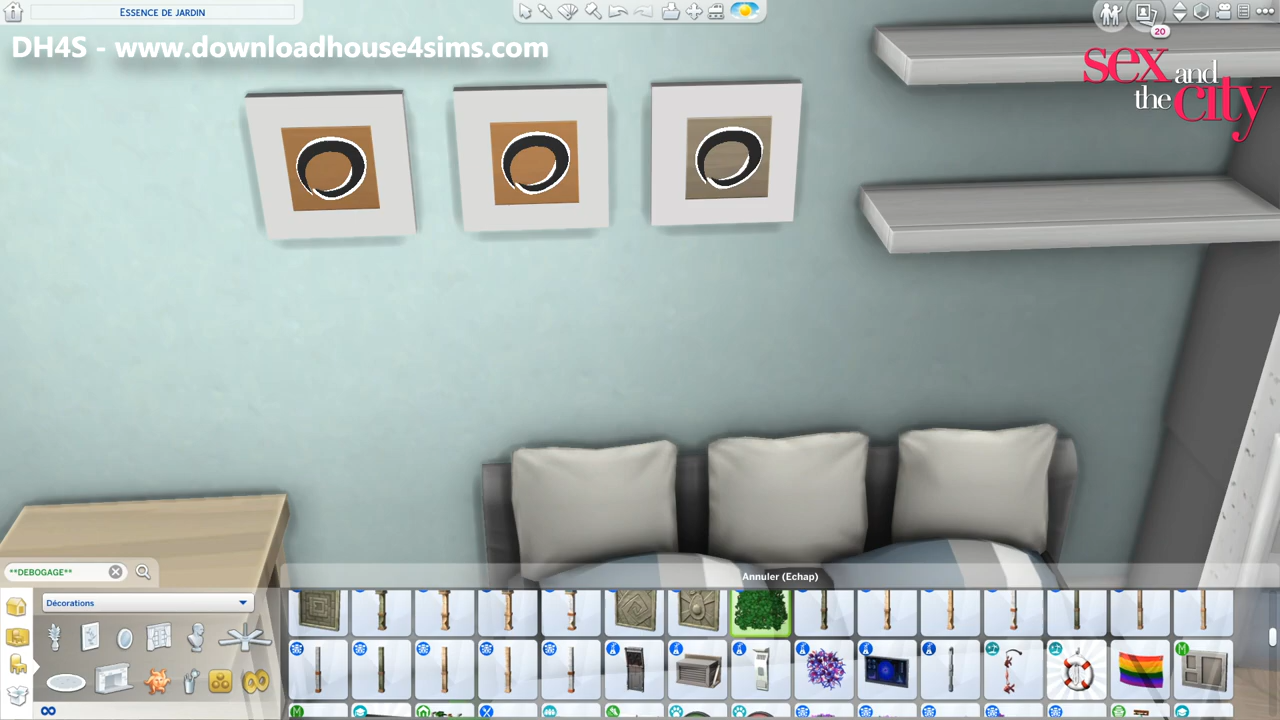 ESSENCE DE JARDIN
DH4S - www.downloadhouse4sims.com
20
sex and
the city
**DEBOGAGE**
Annuler (Echap)
Décorations